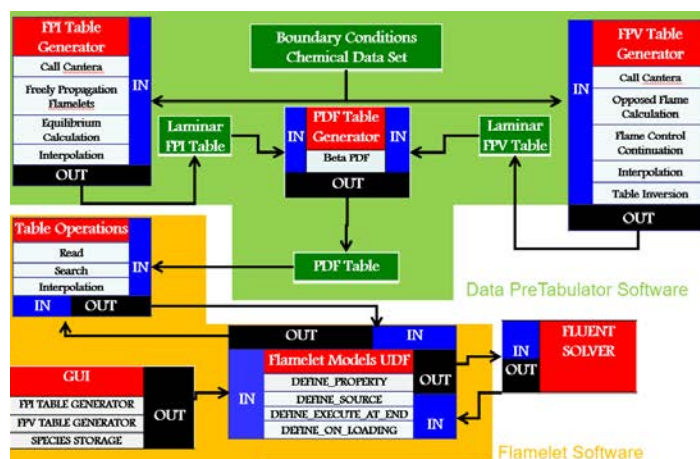 FPI Table
Generator
Call Cantera
Freely Propagation
Flamelets
Equilibrium
Calculation
Interpolation
IN
OUT
Boundary Conditions
Chemical Data Set
FPV Table
Generator
IN
Call Cantera
Opposed Flame
Calculation
Flame Control
Continuation
Interpolation
Table Inversion
OUT
Laminar
FPI Table
IN
PDF Table
Generator
IN
Beta PDF
OUT
Laminar
FPV Table
Table Operations
Read
Search
Interpolation
IN
IN
OUT
PDF Table
Data PreTabulator Software
OUT
IN
Flamelet Models UDF
IN
DEFINE_PROPERTY
DEFINE_SOURCE
DEFINE_EXECUTE_AT_END
DEFINE_ON_LOADING
OUT
IN
IN
OUT
FLUENT
SOLVER
GUI
FPI TABLE GENERATOR
FPV TABLE GENERATOR
SPECIES STORAGE
OUT
Flamelet Software